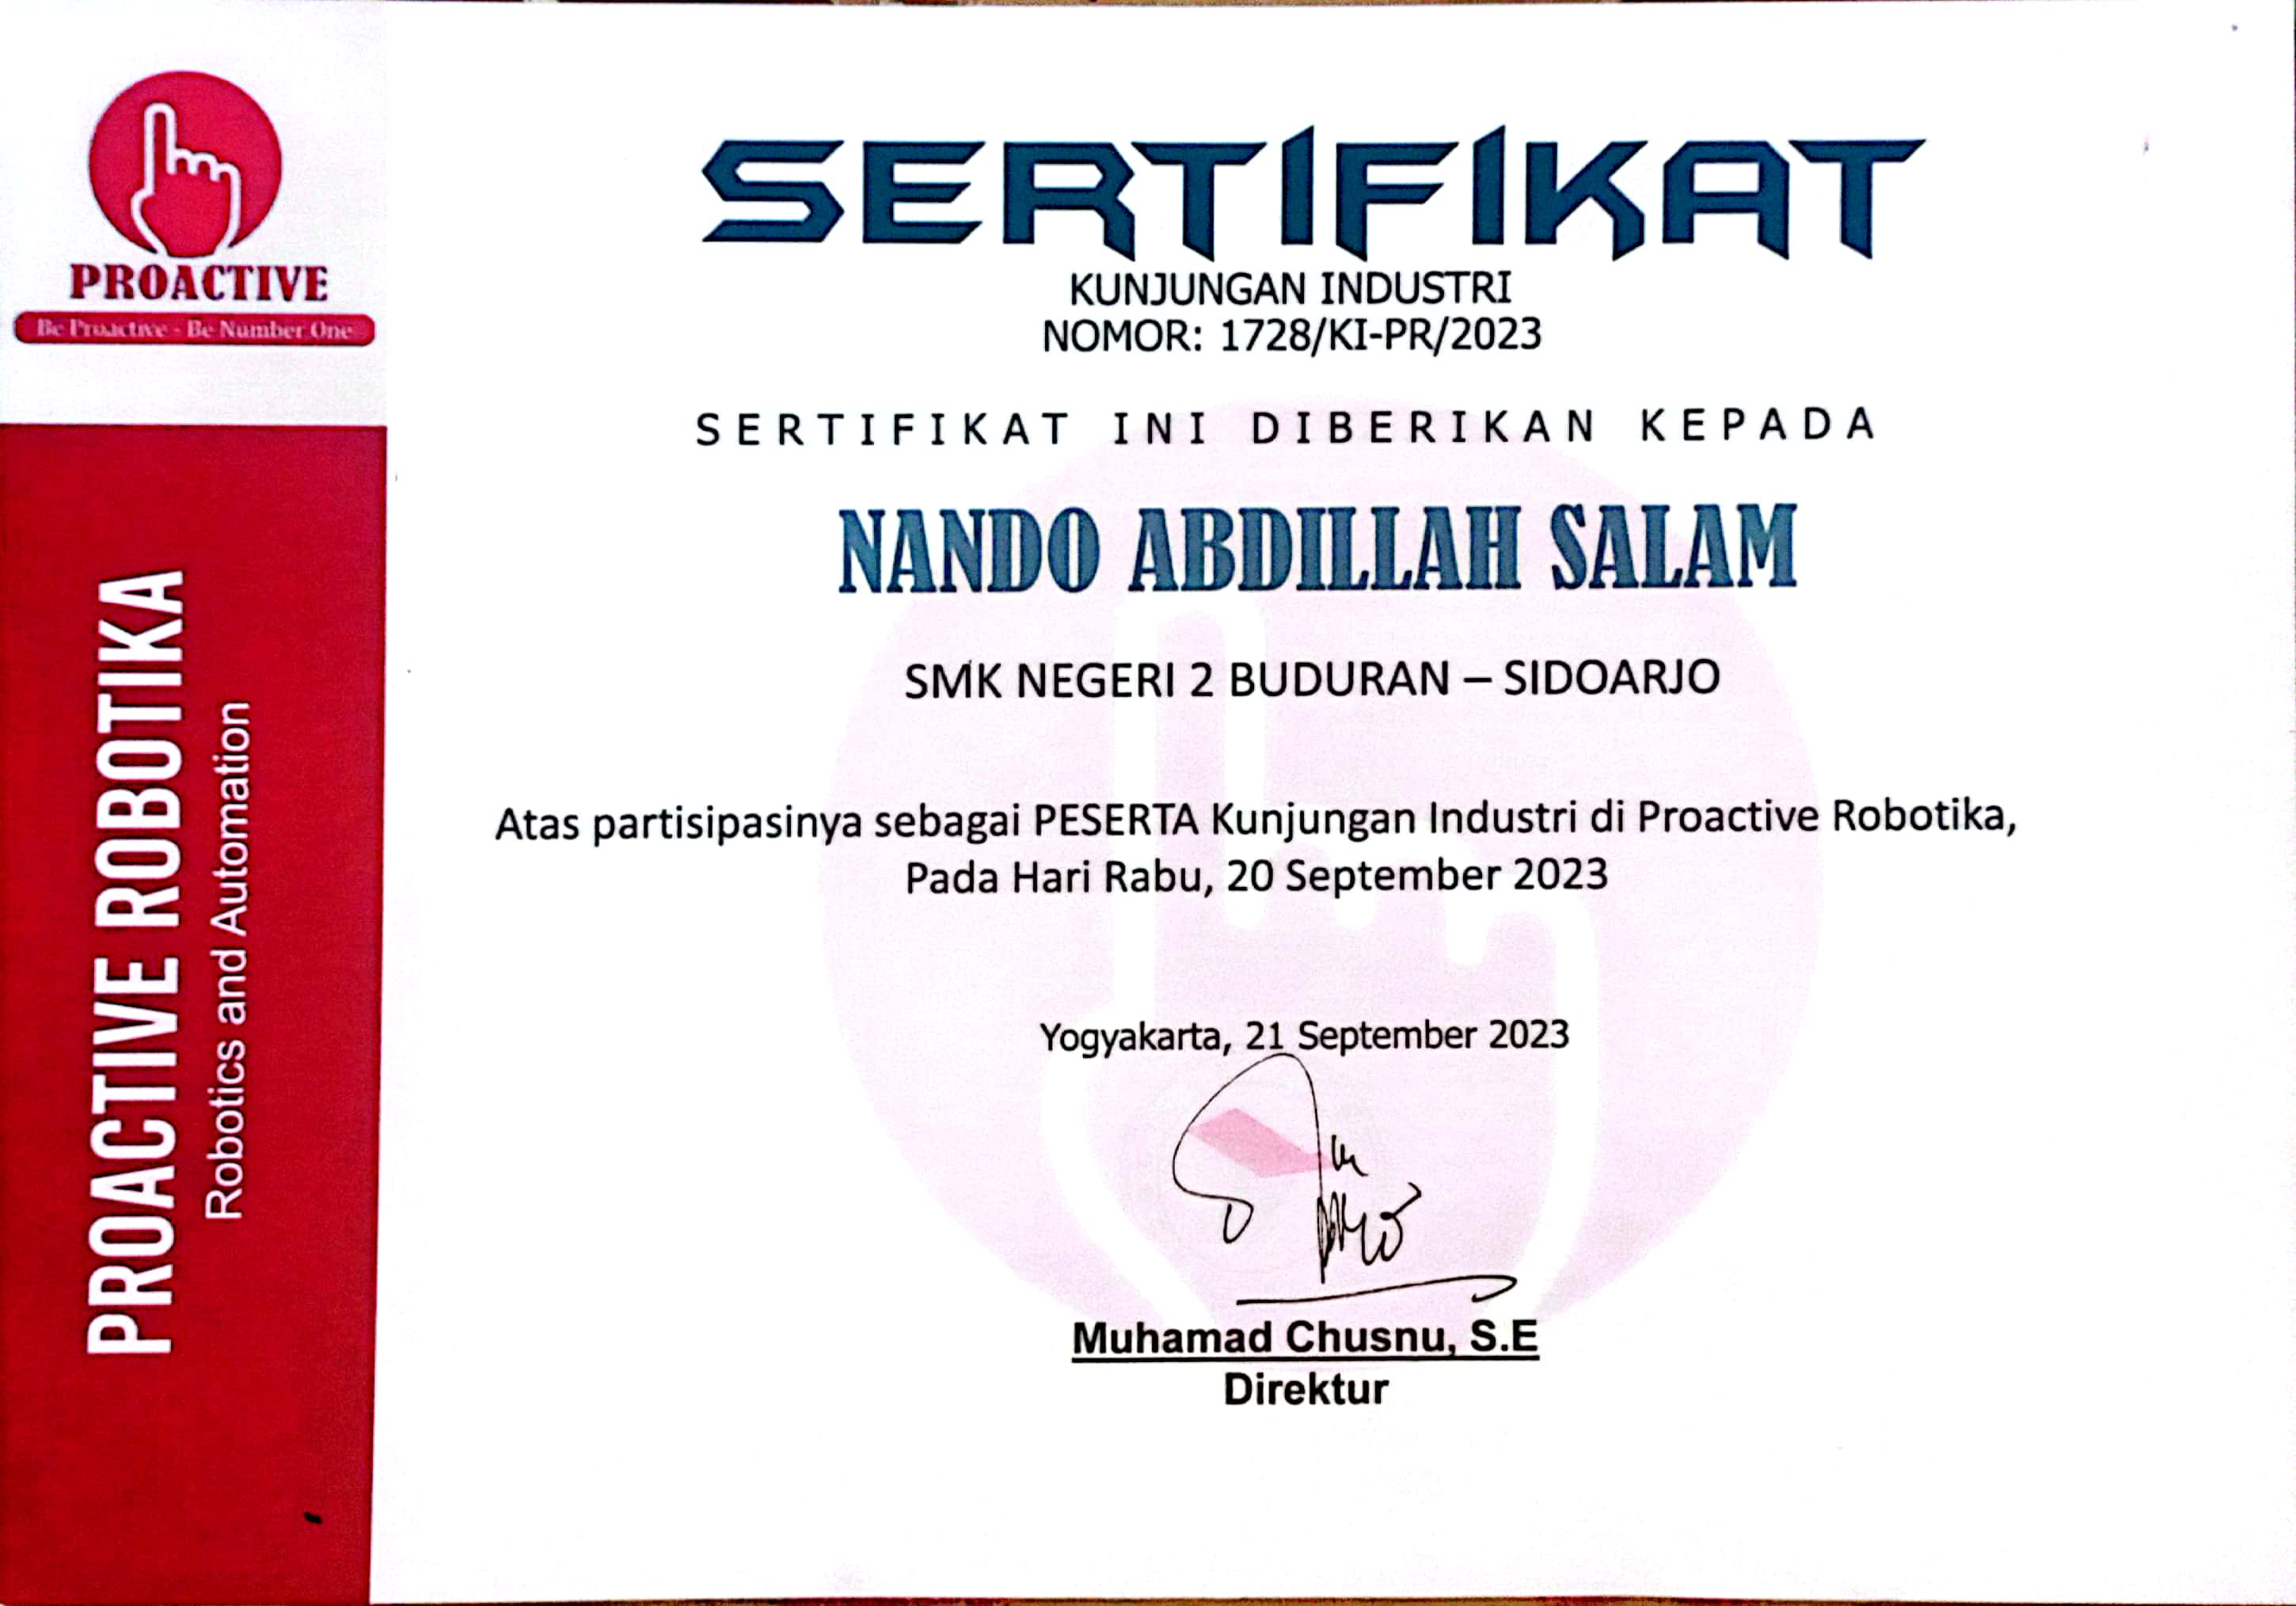 PROACTIVE
Be Proactive - Be Number One
PROACTIVE ROBOTIKA
Robotics and Automation
SERTIFIKAT
KUNJUNGAN INDUSTRI
NOMOR: 1728/KI-PR/2023
SERTIFIKAT INI DIBERIKAN KEPADA
NANDO ABDILLAH SALAM
SMK NEGERI 2 BUDURAN – SIDOARJO
Atas partisipasinya sebagai PESERTA Kunjungan Industri di Proactive Robotika,
Pada Hari Rabu, 20 September 2023
Yogyakarta, 21 September 2023
Muhamad Chusnu, S.E
Direktur